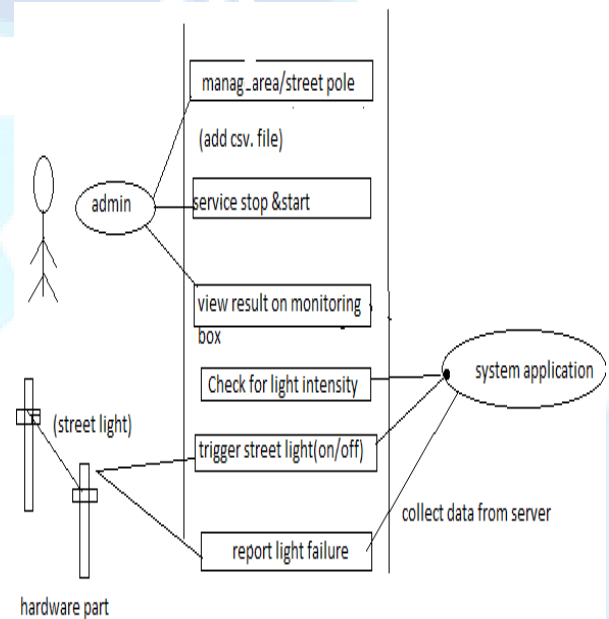 manag_area/street pole
(add csv. file)
admin
service stop &start
view result on monitoring
box
Check for light intensity
system application
(street light)
trigger street light(on/off)
collect data from server
report light failure
hardware part